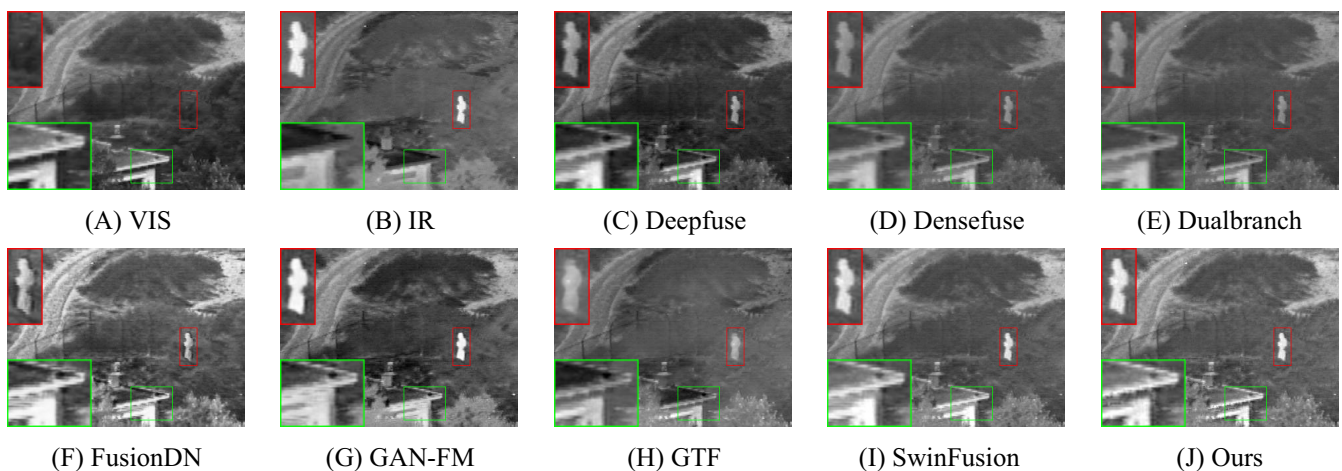 (A) VIS (B) IR (C) Deepfuse (D) Densefuse (E) Dualbranch
(F) FusionDN (G) GAN-FM (H) GTF (I) SwinFusion (J) Ours